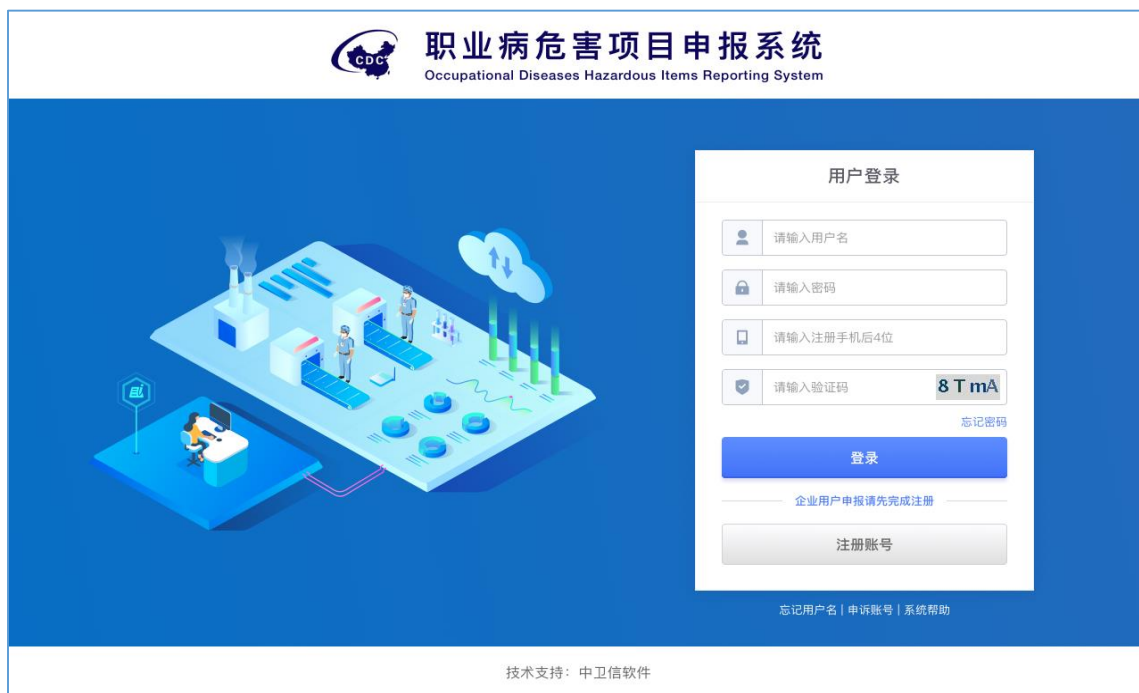 CDC
职业病危害项目申报系统
Occupational Diseases Hazardous Items Reporting System
用户登录
请输入用户名
请输入密码
请输入注册手机后4位
请输入验证码
8 T mA
忘记密码
登录
企业用户申报请先完成注册
注册账号
忘记用户名 | 申诉账号 | 系统帮助
技术支持：中卫信软件